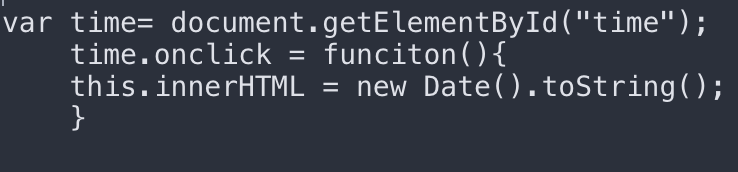 var time= document.getElementById("time");
    time.onclick = funciton(){
    this.innerHTML = new Date().toString();
    }